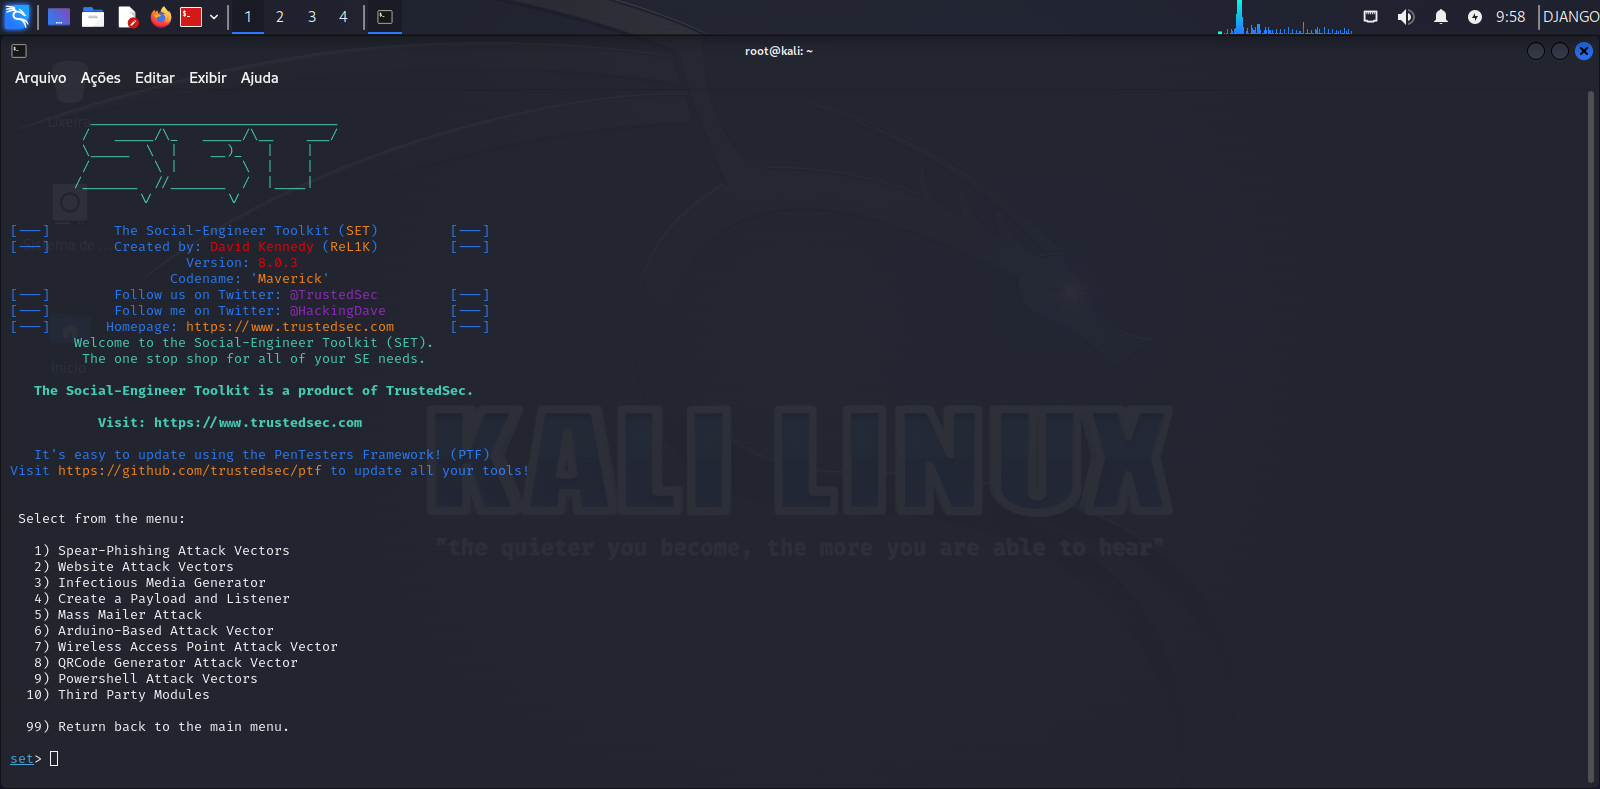 1 2 3 4 9:58 DJANGO
root@kali: ~
Arquivo Ações Editar Exibir Ajuda
Lixeira
[---] The Social-Engineer Toolkit (SET) [---]
[---] Created by: David Kennedy (ReL1K) [---]
Sistema de ...
Version: 8.0.3
Codename: 'Maverick'
[---] Follow us on Twitter: @TrustedSec [---]
[---] Follow me on Twitter: @HackingDave [---]
[---] Homepage: https://www.trustedsec.com [---]
Welcome to the Social-Engineer Toolkit (SET).
The one stop shop for all of your SE needs.
Início
The Social-Engineer Toolkit is a product of TrustedSec.
Visit: https://www.trustedsec.com
It's easy to update using the PenTesters Framework! (PTF)
Visit https://github.com/trustedsec/ptf to update all your tools!
KALI LINUX
"the quieter you become, the more you are able to hear"
Select from the menu:
1) Spear-Phishing Attack Vectors
2) Website Attack Vectors
3) Infectious Media Generator
4) Create a Payload and Listener
5) Mass Mailer Attack
6) Arduino-Based Attack Vector
7) Wireless Access Point Attack Vector
8) QRCode Generator Attack Vector
9) Powershell Attack Vectors
10) Third Party Modules
99) Return back to the main menu.
set>